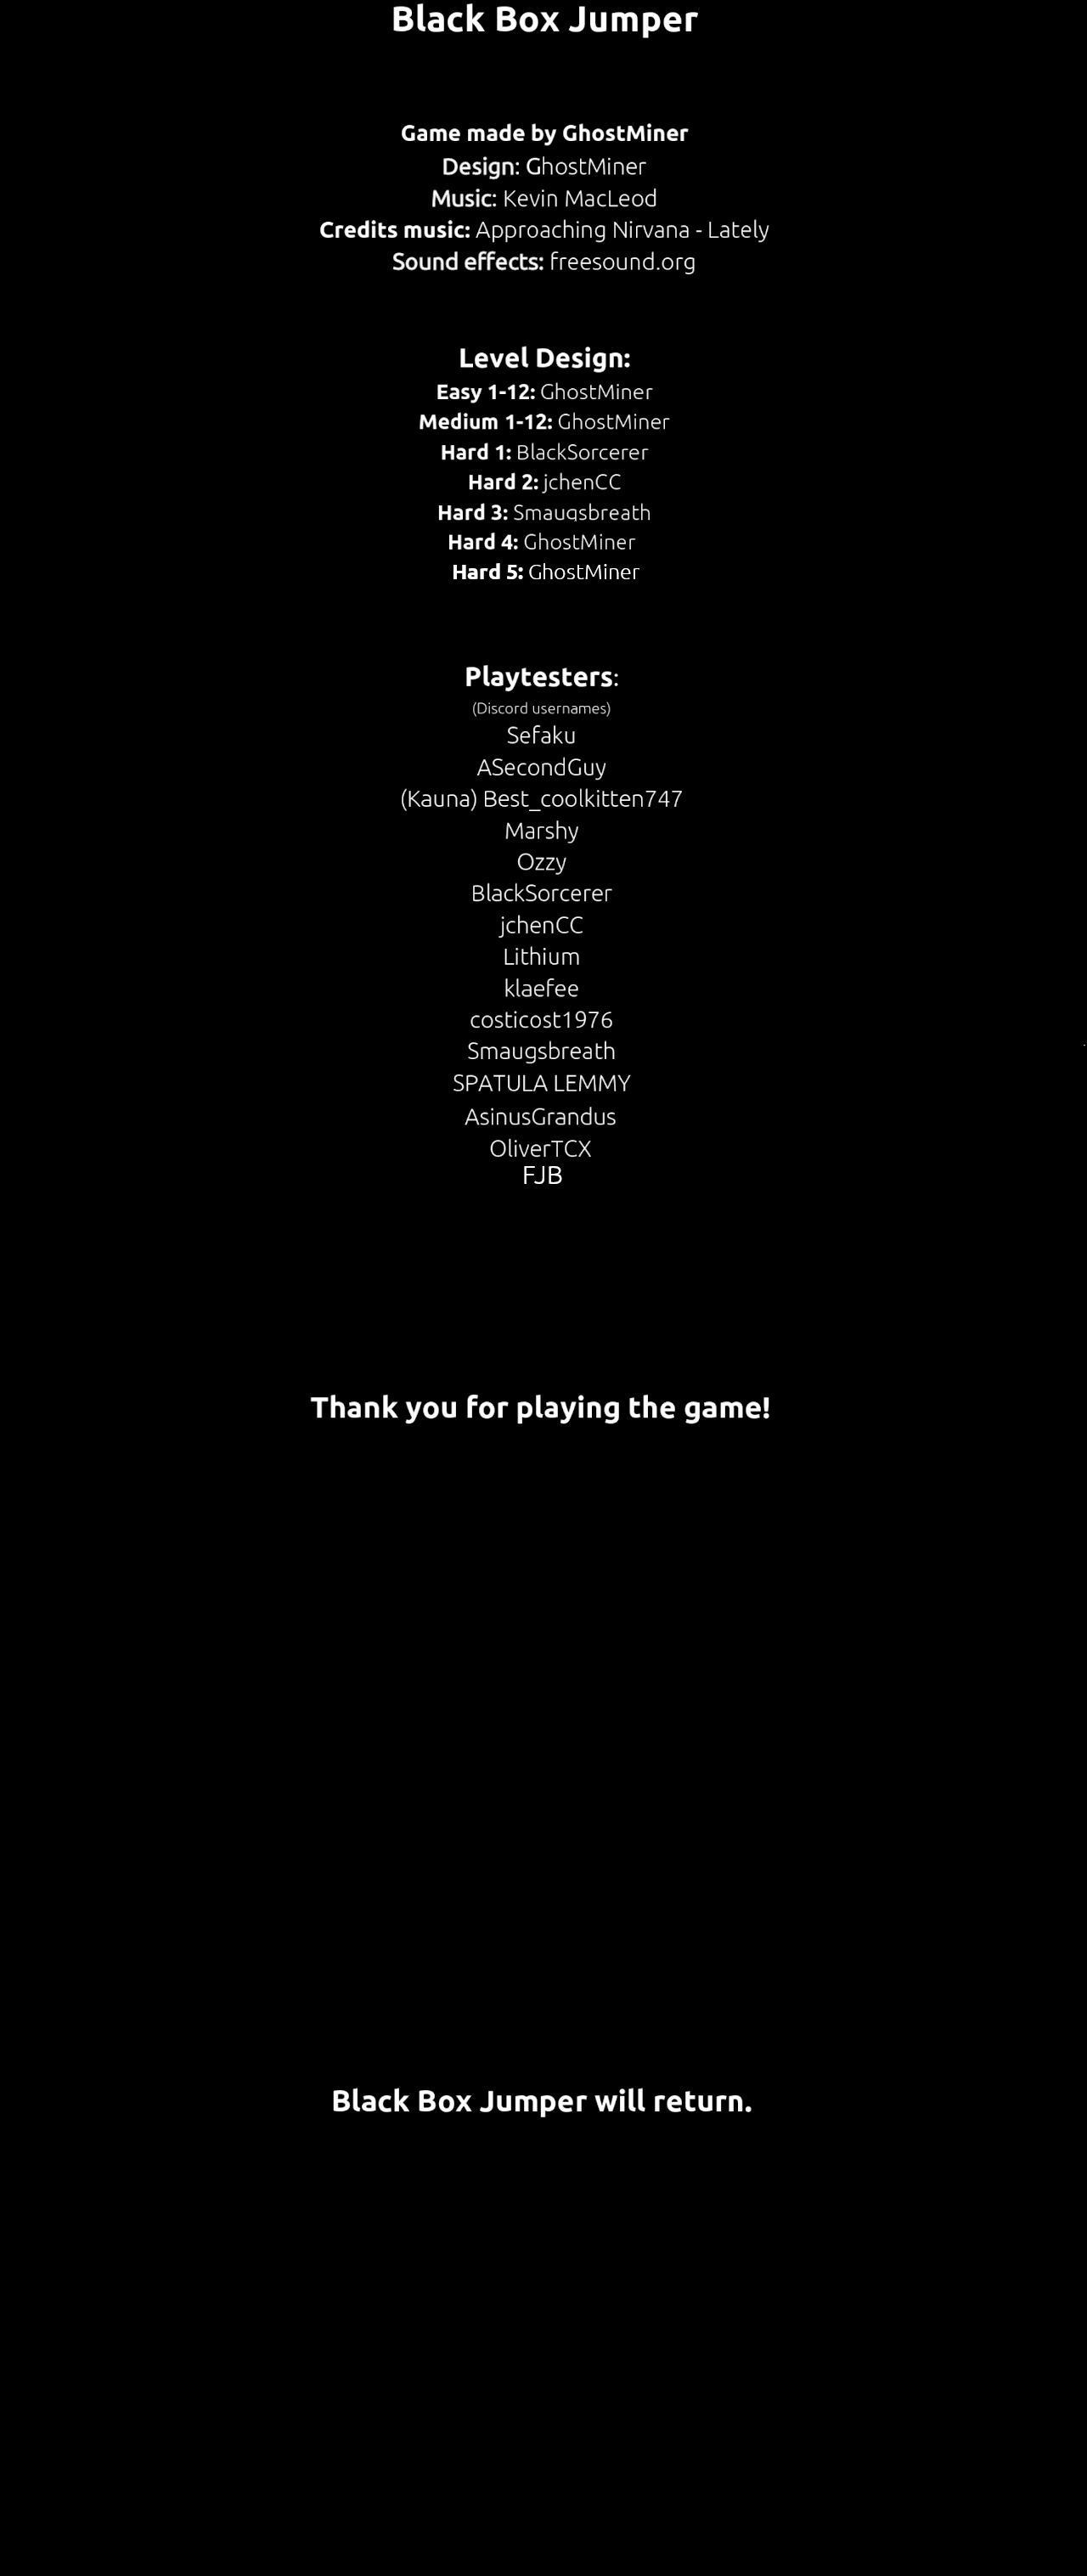 Black Box Jumper
Game made by GhostMiner
Design: GhostMiner
Music: Kevin MacLeod
Credits music: Approaching Nirvana - Lately
Sound effects: freesound.org
Level Design:
Easy 1-12: GhostMiner
Medium 1-12: GhostMiner
Hard 1: BlackSorcerer
Hard 2: jchenCC
Hard 3: Smaugsbreath
Hard 4: GhostMiner
Hard 5: GhostMiner
Playtesters:
(Discord usernames)
Sefaku
ASecondGuy
(Kauna) Best_coolkitten747
Marshy
Ozzy
BlackSorcerer
jchenCC
Lithium
klaefee
costicost1976
Smaugsbreath
SPATULA LEMMY
AsinusGrandus
OliverTCX
FJB
Thank you for playing the game!
Black Box Jumper will return.